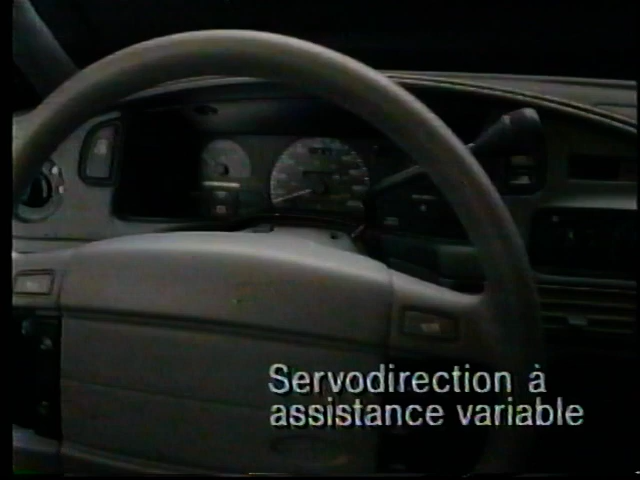 Servodirection à
assistance variable